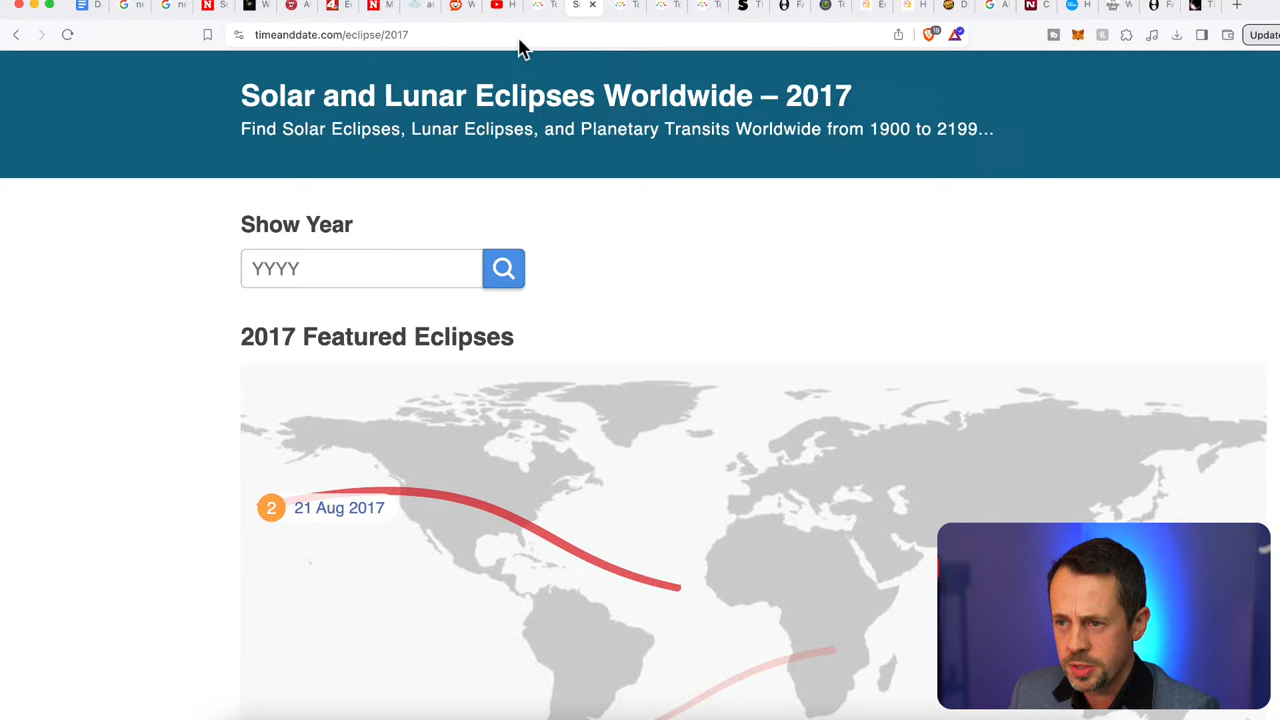 timeanddate.com/eclipse/2017
Update
Solar and Lunar Eclipses Worldwide – 2017
Find Solar Eclipses, Lunar Eclipses, and Planetary Transits Worldwide from 1900 to 2199...
Show Year
YYYY
2017 Featured Eclipses
2 21 Aug 2017